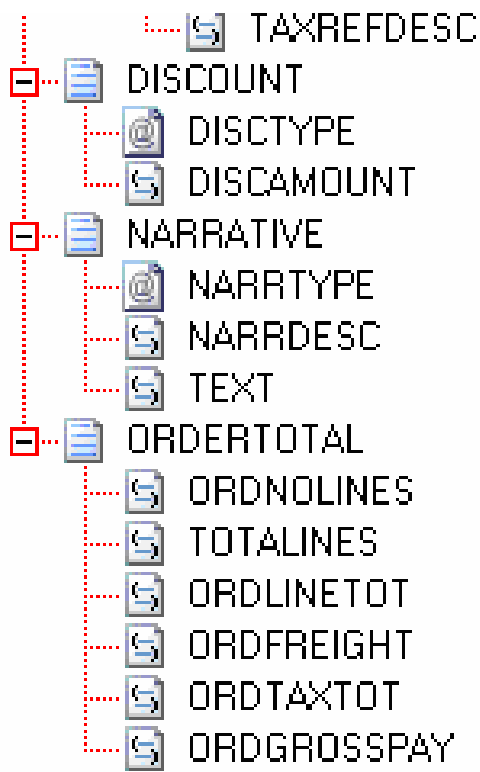 TAXREFDESC
DISCOUNT
DISCTYPE
DISCAMOUNT
NARRATIVE
NARRTYPE
NARRDESC
TEXT
ORDERTOTAL
ORDNOLINES
TOTALINES
ORDLINETOT
ORDFREIGHT
ORDTAXTOT
ORDGROSSPAY